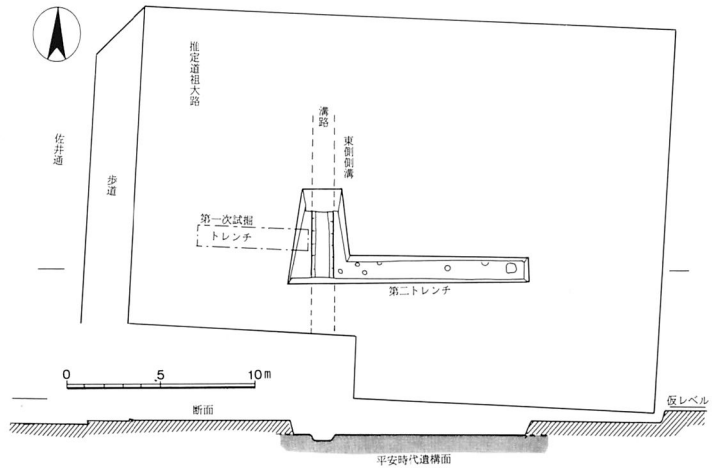 推定道祖大路
佐井通
歩道
溝路
東側側溝
第一次試掘
トレンチ
第二トレンチ
0 5 10m
断面
仮レベル
平安時代遺構面